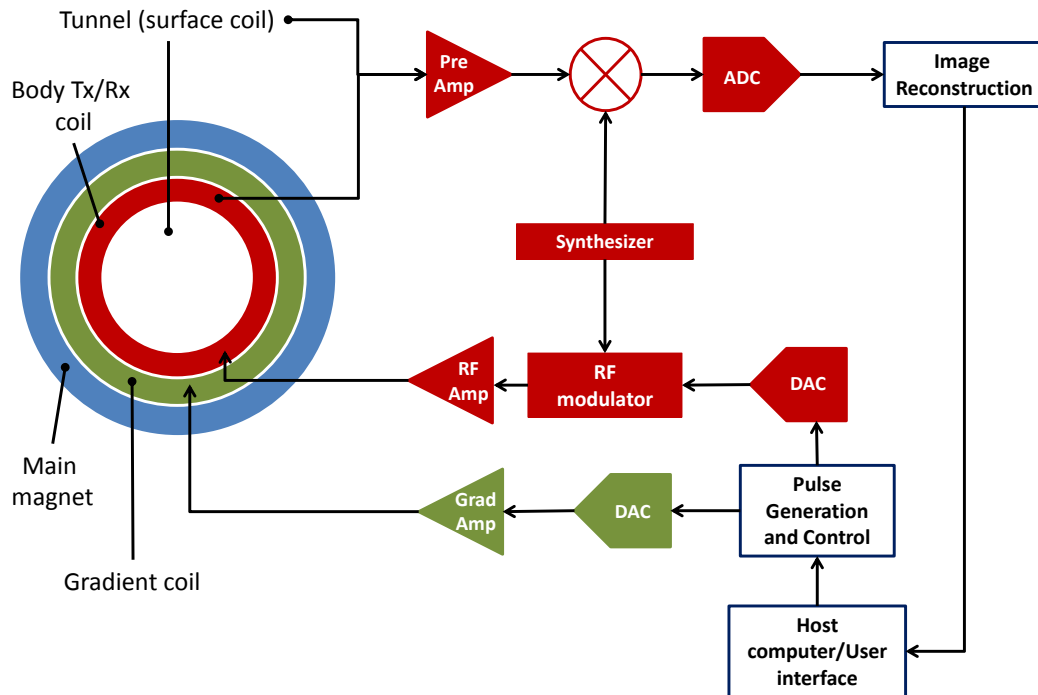 Tunnel (surface coil)
Body Tx/Rx
coil
Pre
Amp
ADC
Image
Reconstruction
Synthesizer
RF
Amp
RF
modulator
DAC
Main
magnet
Grad
Amp
DAC
Pulse
Generation
and Control
Gradient coil
Host
computer/User
interface